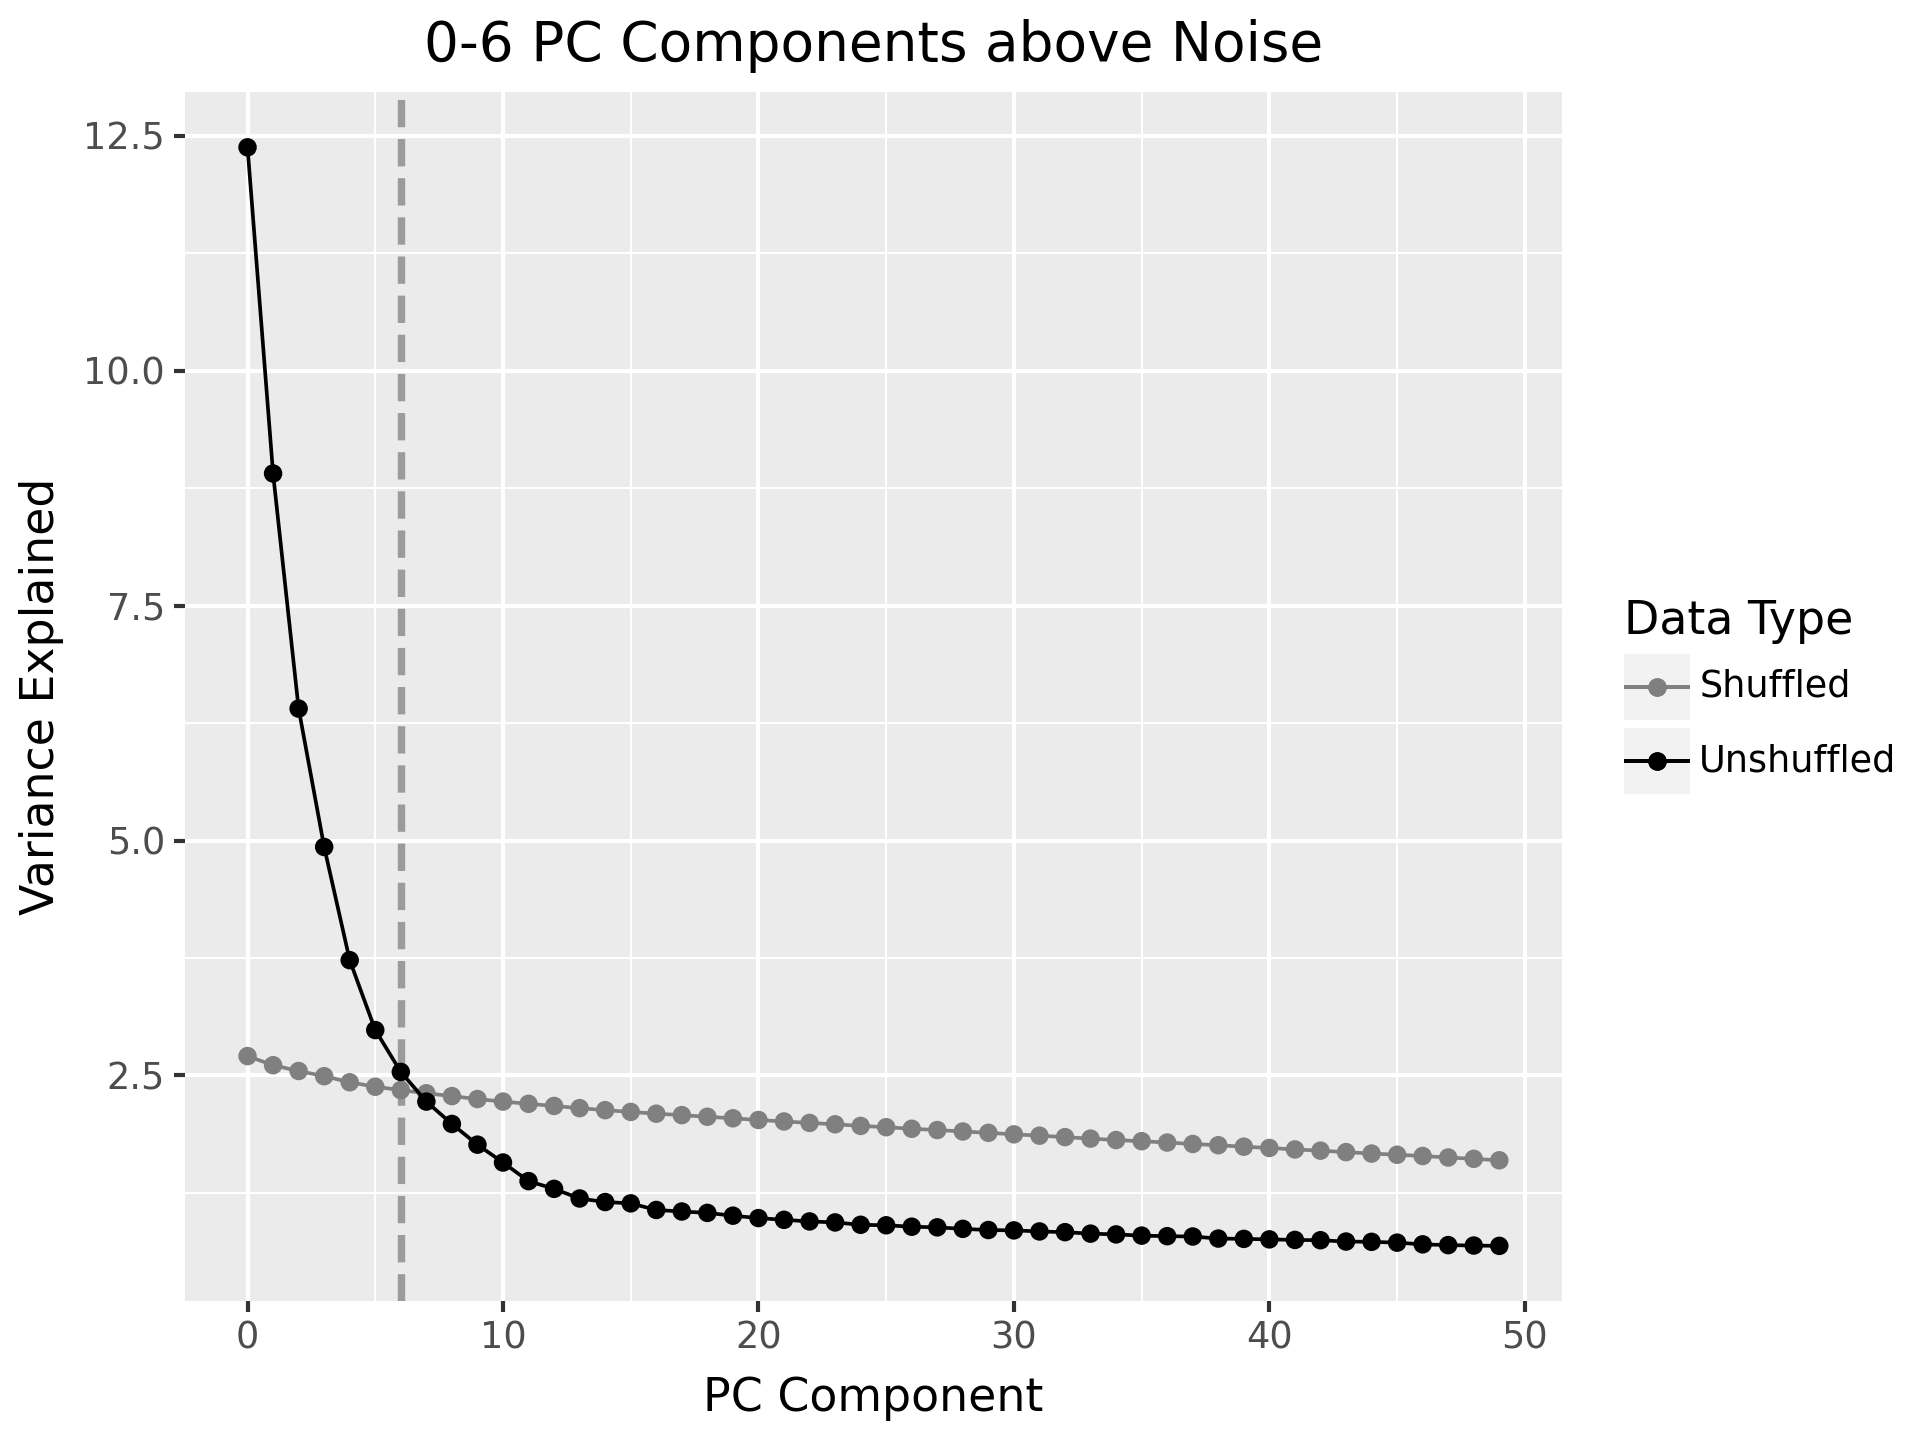 0-6 PC Components above Noise
Variance Explained
12.5
10.0
7.5
5.0
2.5
0
10
20
30
40
50
PC Component
Data Type
Shuffled
Unshuffled